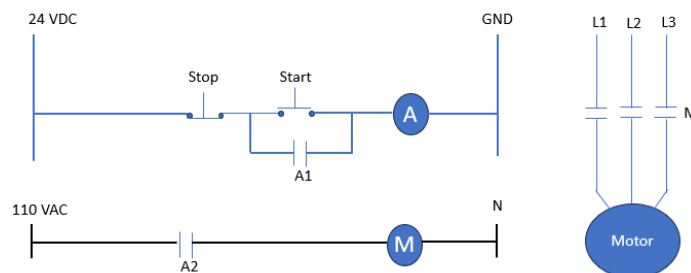 24 VDC
GND
L1
L2
L3
Stop
Start
A
M
A1
110 VAC
N
A2
M
Motor